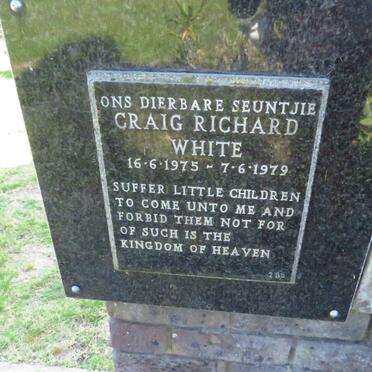 ONS DIERBARE SEUNTJIE
CRAIG RICHARD
WHITE
16·6·1975 ~ 7·6·1979
SUFFER LITTLE CHILDREN
TO COME UNTO ME AND
FORBID THEM NOT FOR
OF SUCH IS THE
KINGDOM OF HEAVEN